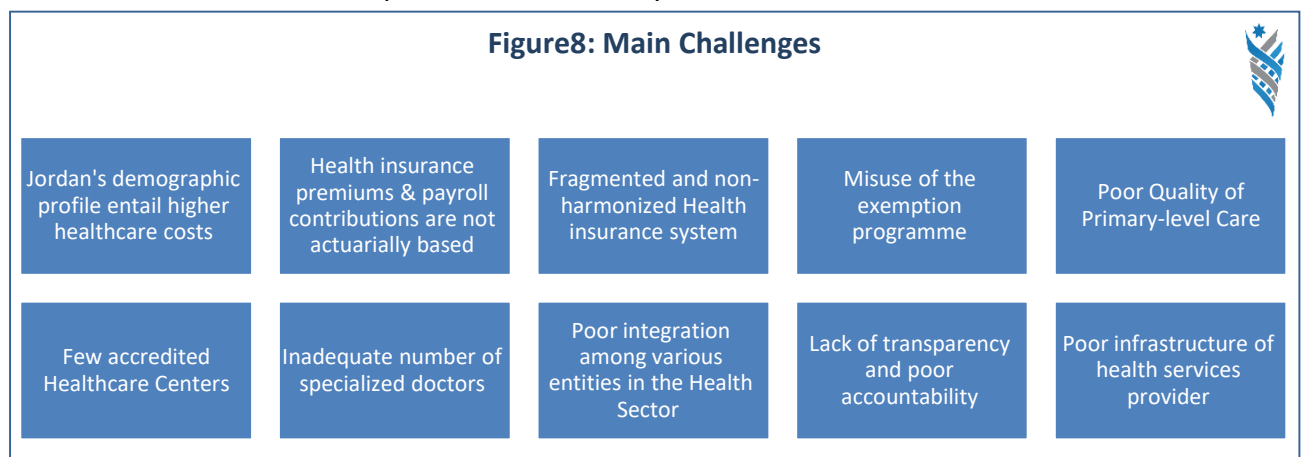 Figure8: Main Challenges
Jordan's demographic
profile entail higher
healthcare costs
Health insurance
premiums & payroll
contributions are not
actuarially based
Fragmented and non-
harmonized Health
insurance system
Misuse of the
exemption
programme
Poor Quality of
Primary-level Care
Few accredited
Healthcare Centers
Inadequate number of
specialized doctors
Poor integration
among various
entities in the Health
Sector
Lack of transparency
and poor
accountability
Poor infrastructure of
health services
provider